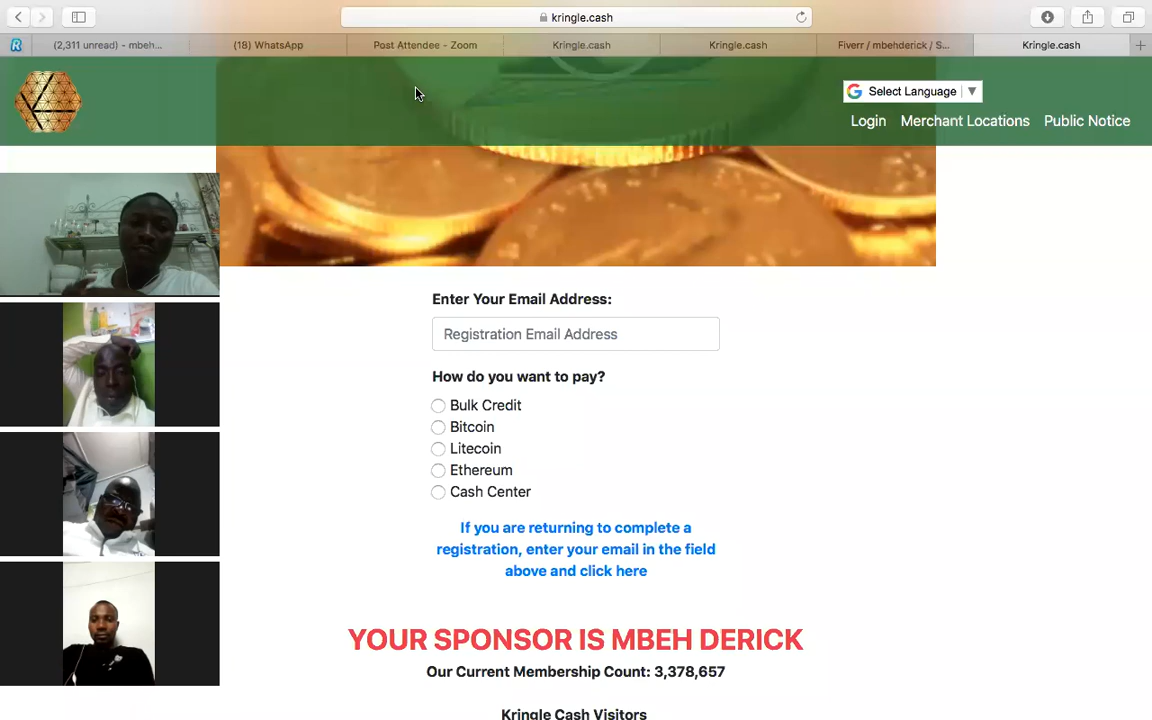 kringle.cash
(2,311 unread) - mbeh...
(18) WhatsApp
Post Attendee - Zoom
Kringle.cash
Kringle.cash
Fiverr / mbehderick / S...
Kringle.cash
Select Language
Login
Merchant Locations
Public Notice
Enter Your Email Address:
Registration Email Address
How do you want to pay?
Bulk Credit
Bitcoin
Litecoin
Ethereum
Cash Center
If you are returning to complete a
registration, enter your email in the field
above and click here
YOUR SPONSOR IS MBEH DERICK
Our Current Membership Count: 3,378,657
Kringle Cash Visitors